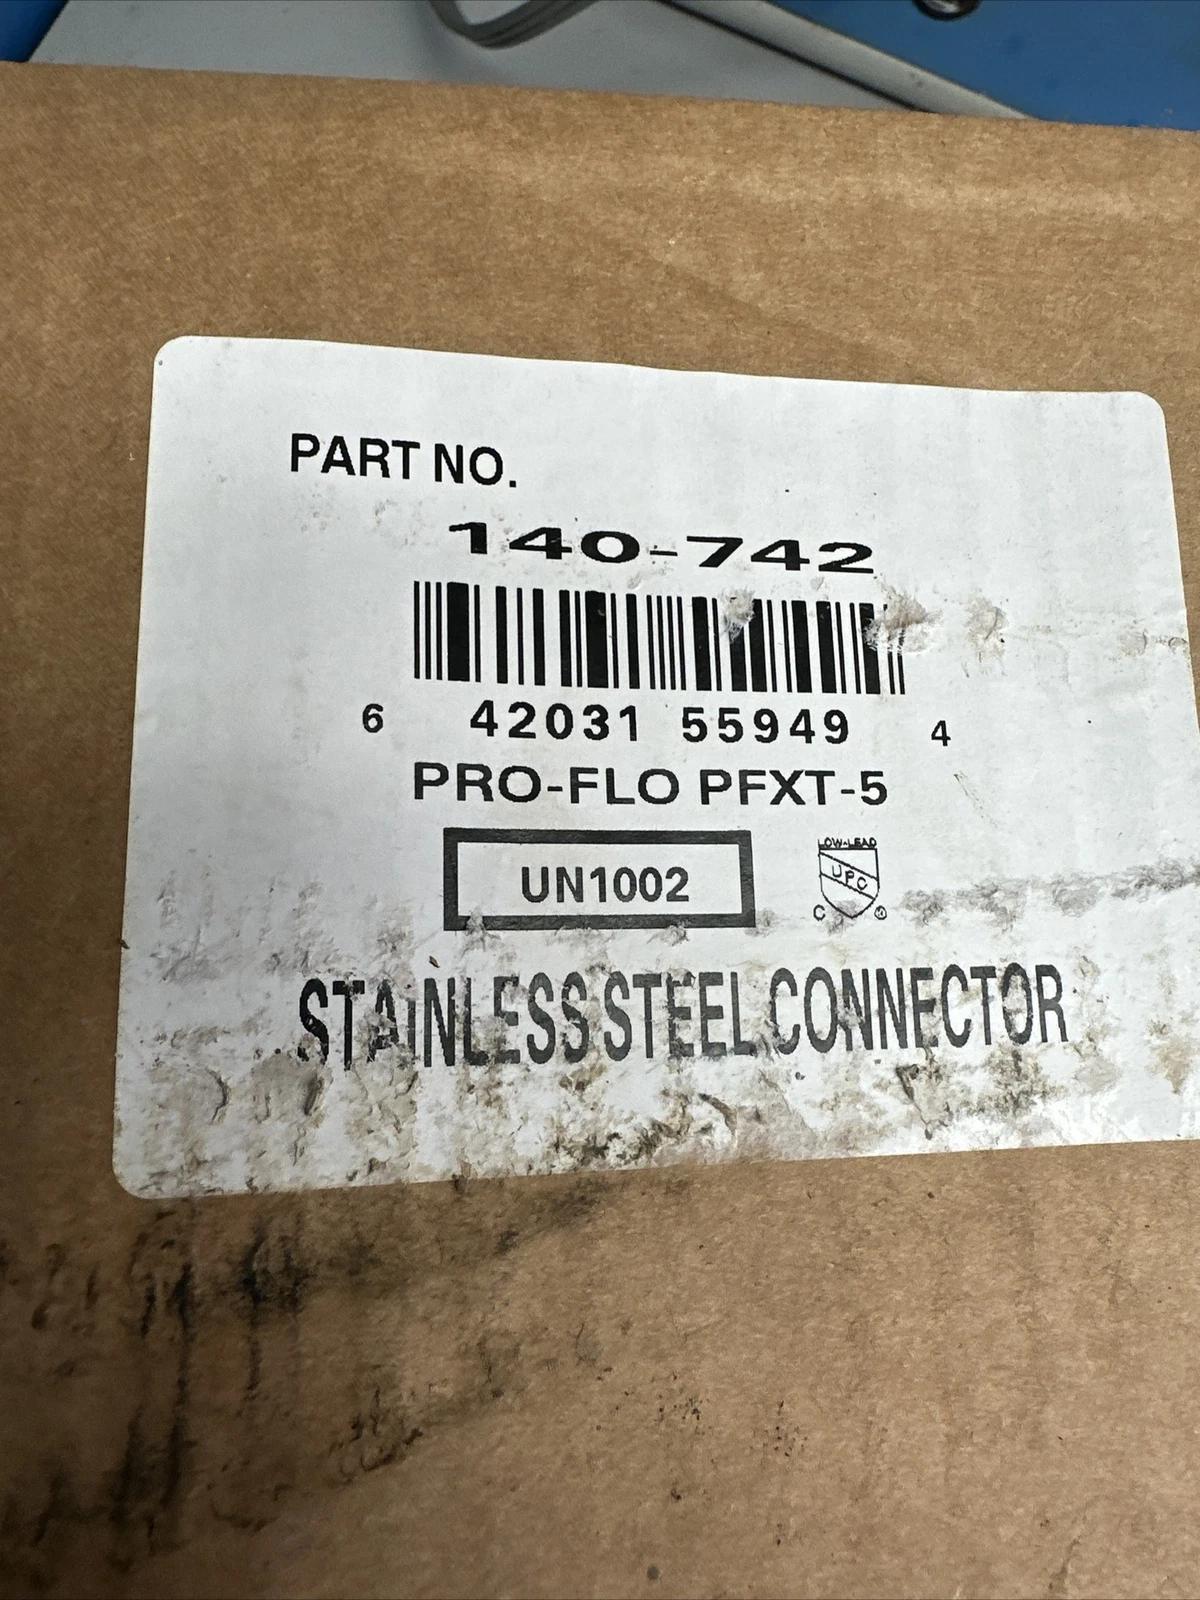 PART NO.
140-742
6 42031 55949 4
PRO-FLO PFXT-5
UN1002
LOW-LEAD
UPC
C ®
STAINLESS STEEL CONNECTOR